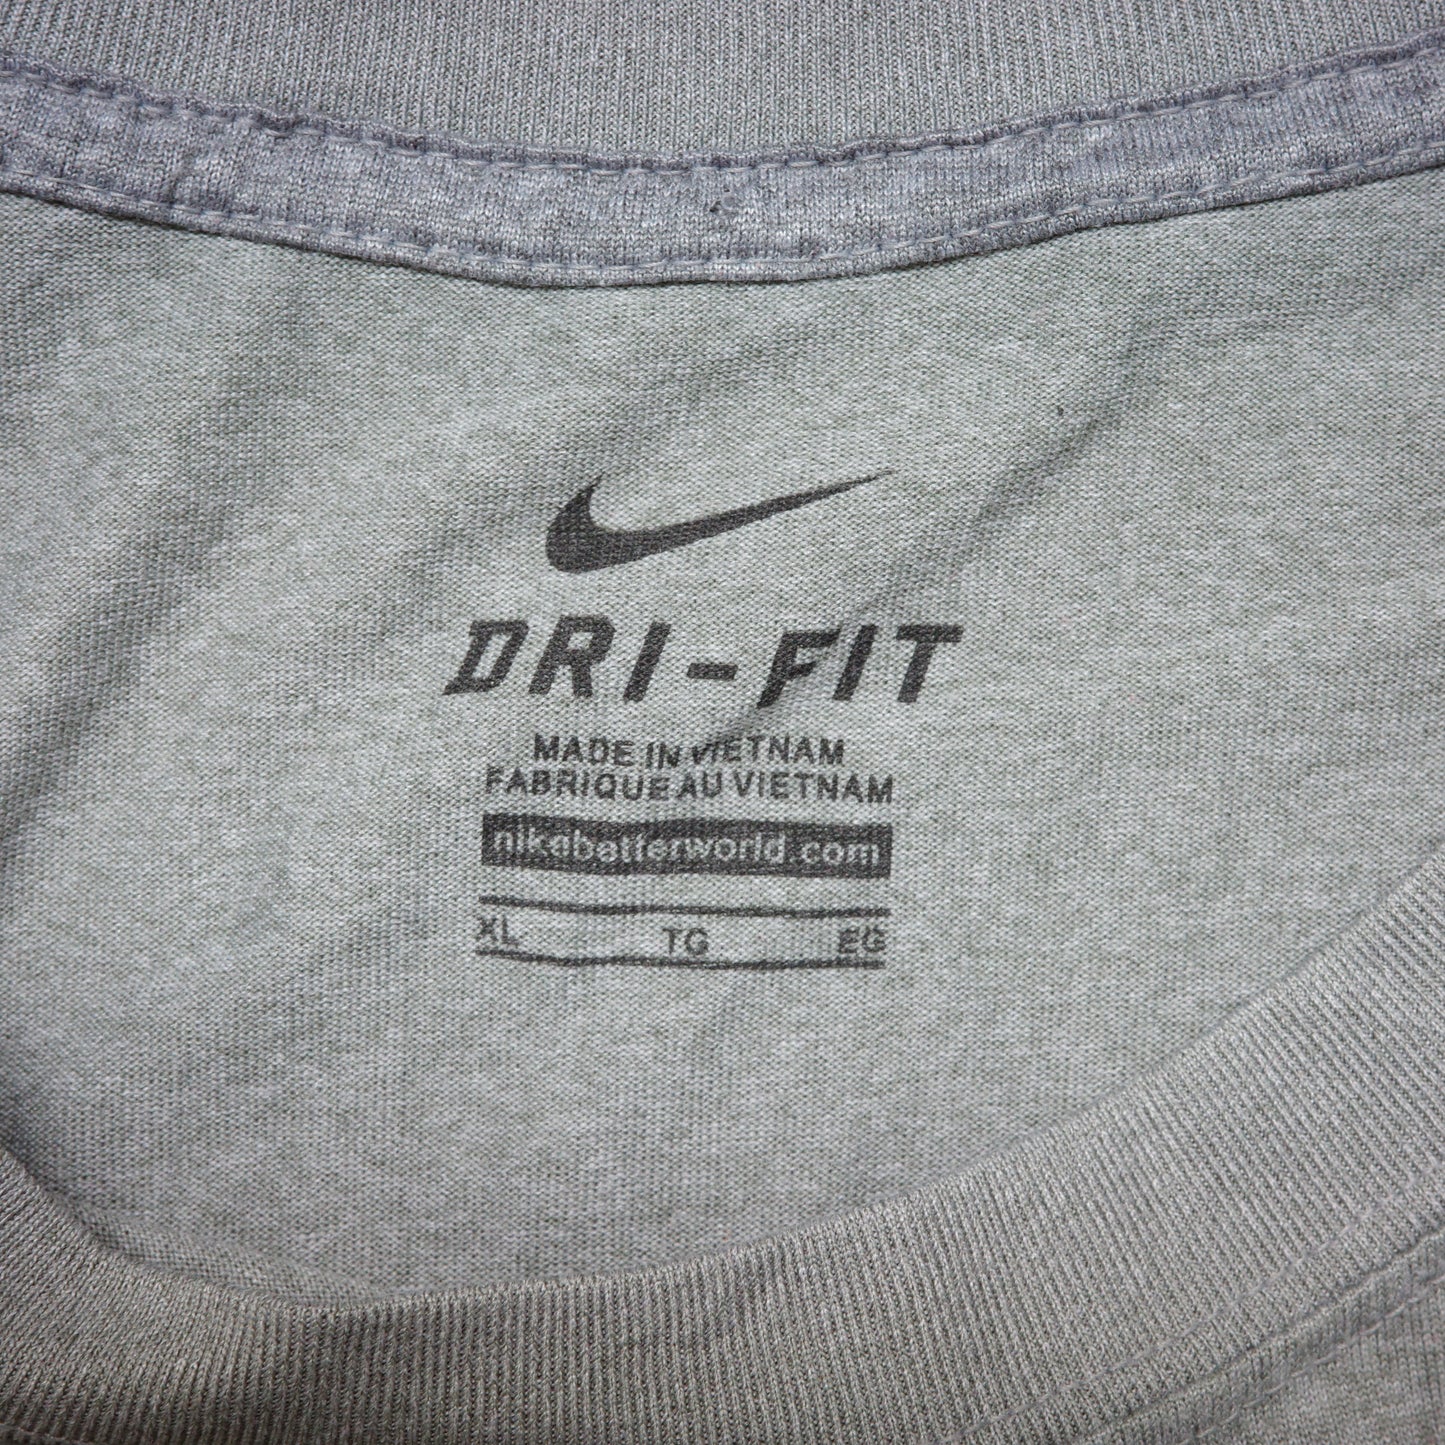 DRI-FIT
MADE IN VIETNAM
FABRIQUE AU VIETNAM
nikebetterworld.com
XL TG EG